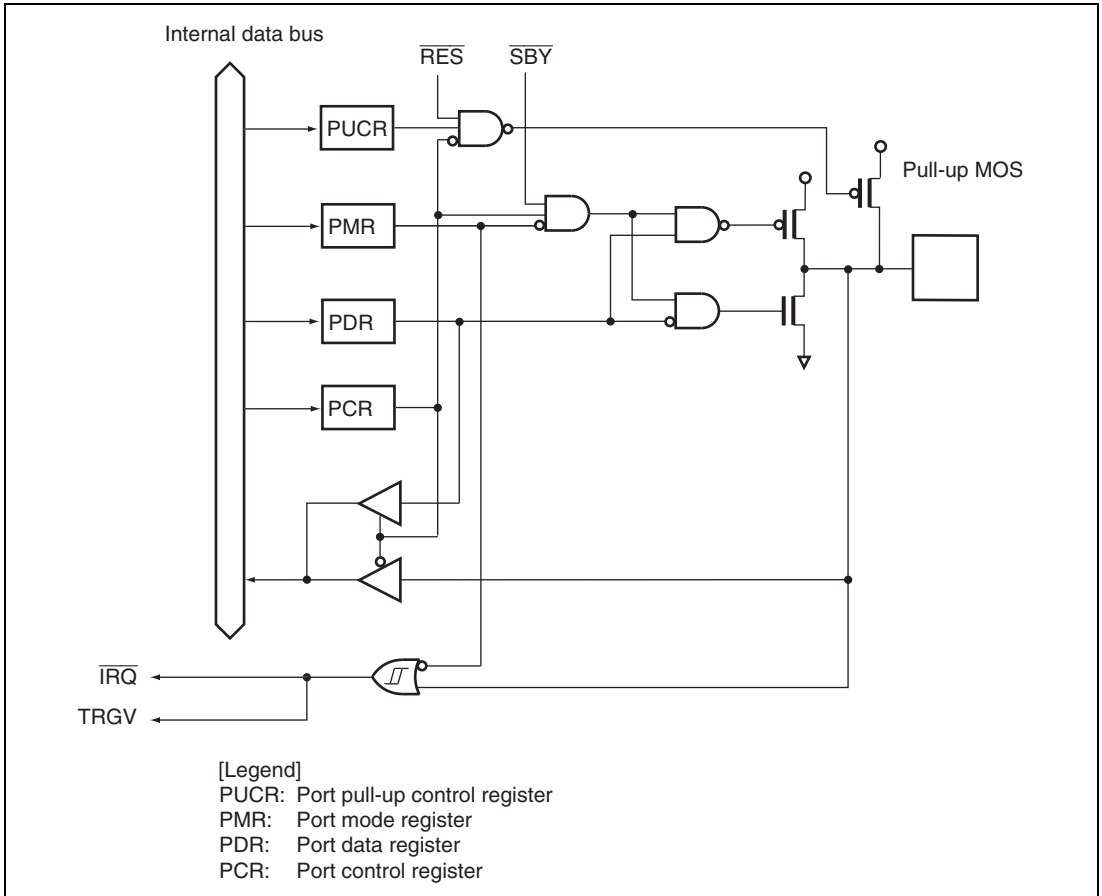 Internal data bus
RES
SBY
PUCR
Pull-up MOS
PMR
PDR
PCR
IRQ
TRGV
[Legend]
PUCR: Port pull-up control register
PMR: Port mode register
PDR: Port data register
PCR: Port control register